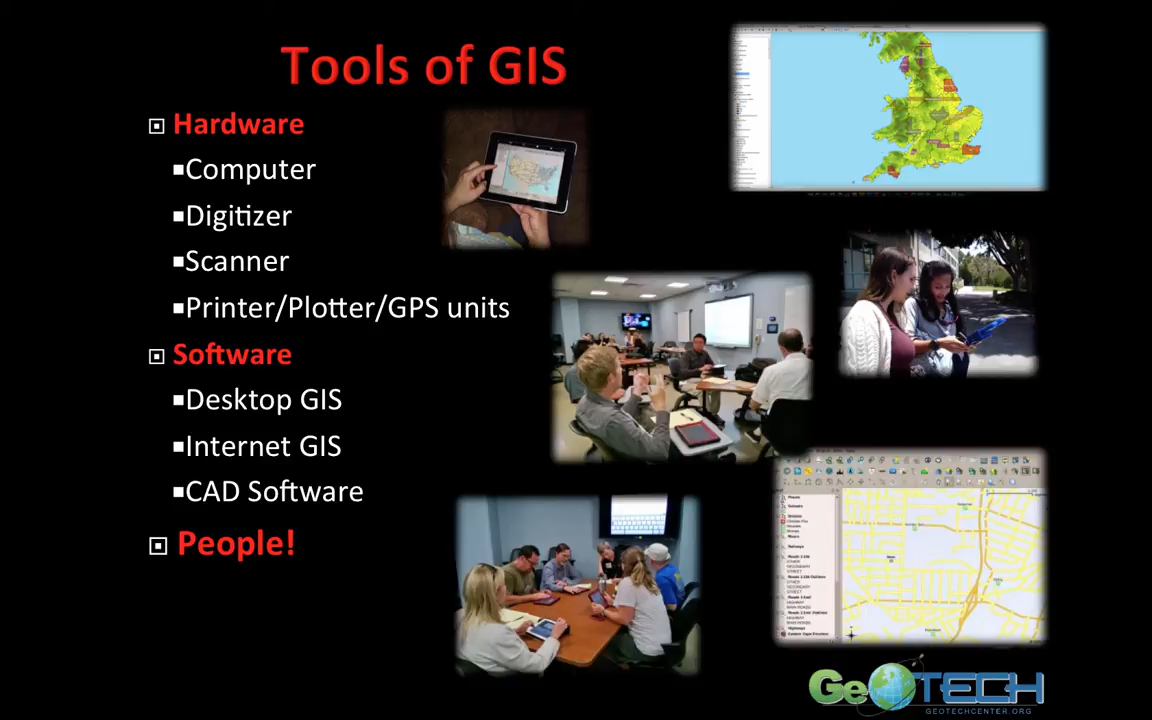 Tools of GIS
Hardware
Computer
Digitizer
Scanner
Printer/Plotter/GPS units
Software
Desktop GIS
Internet GIS
CAD Software
People!
GeoTECH
GEOTECHCENTER.ORG